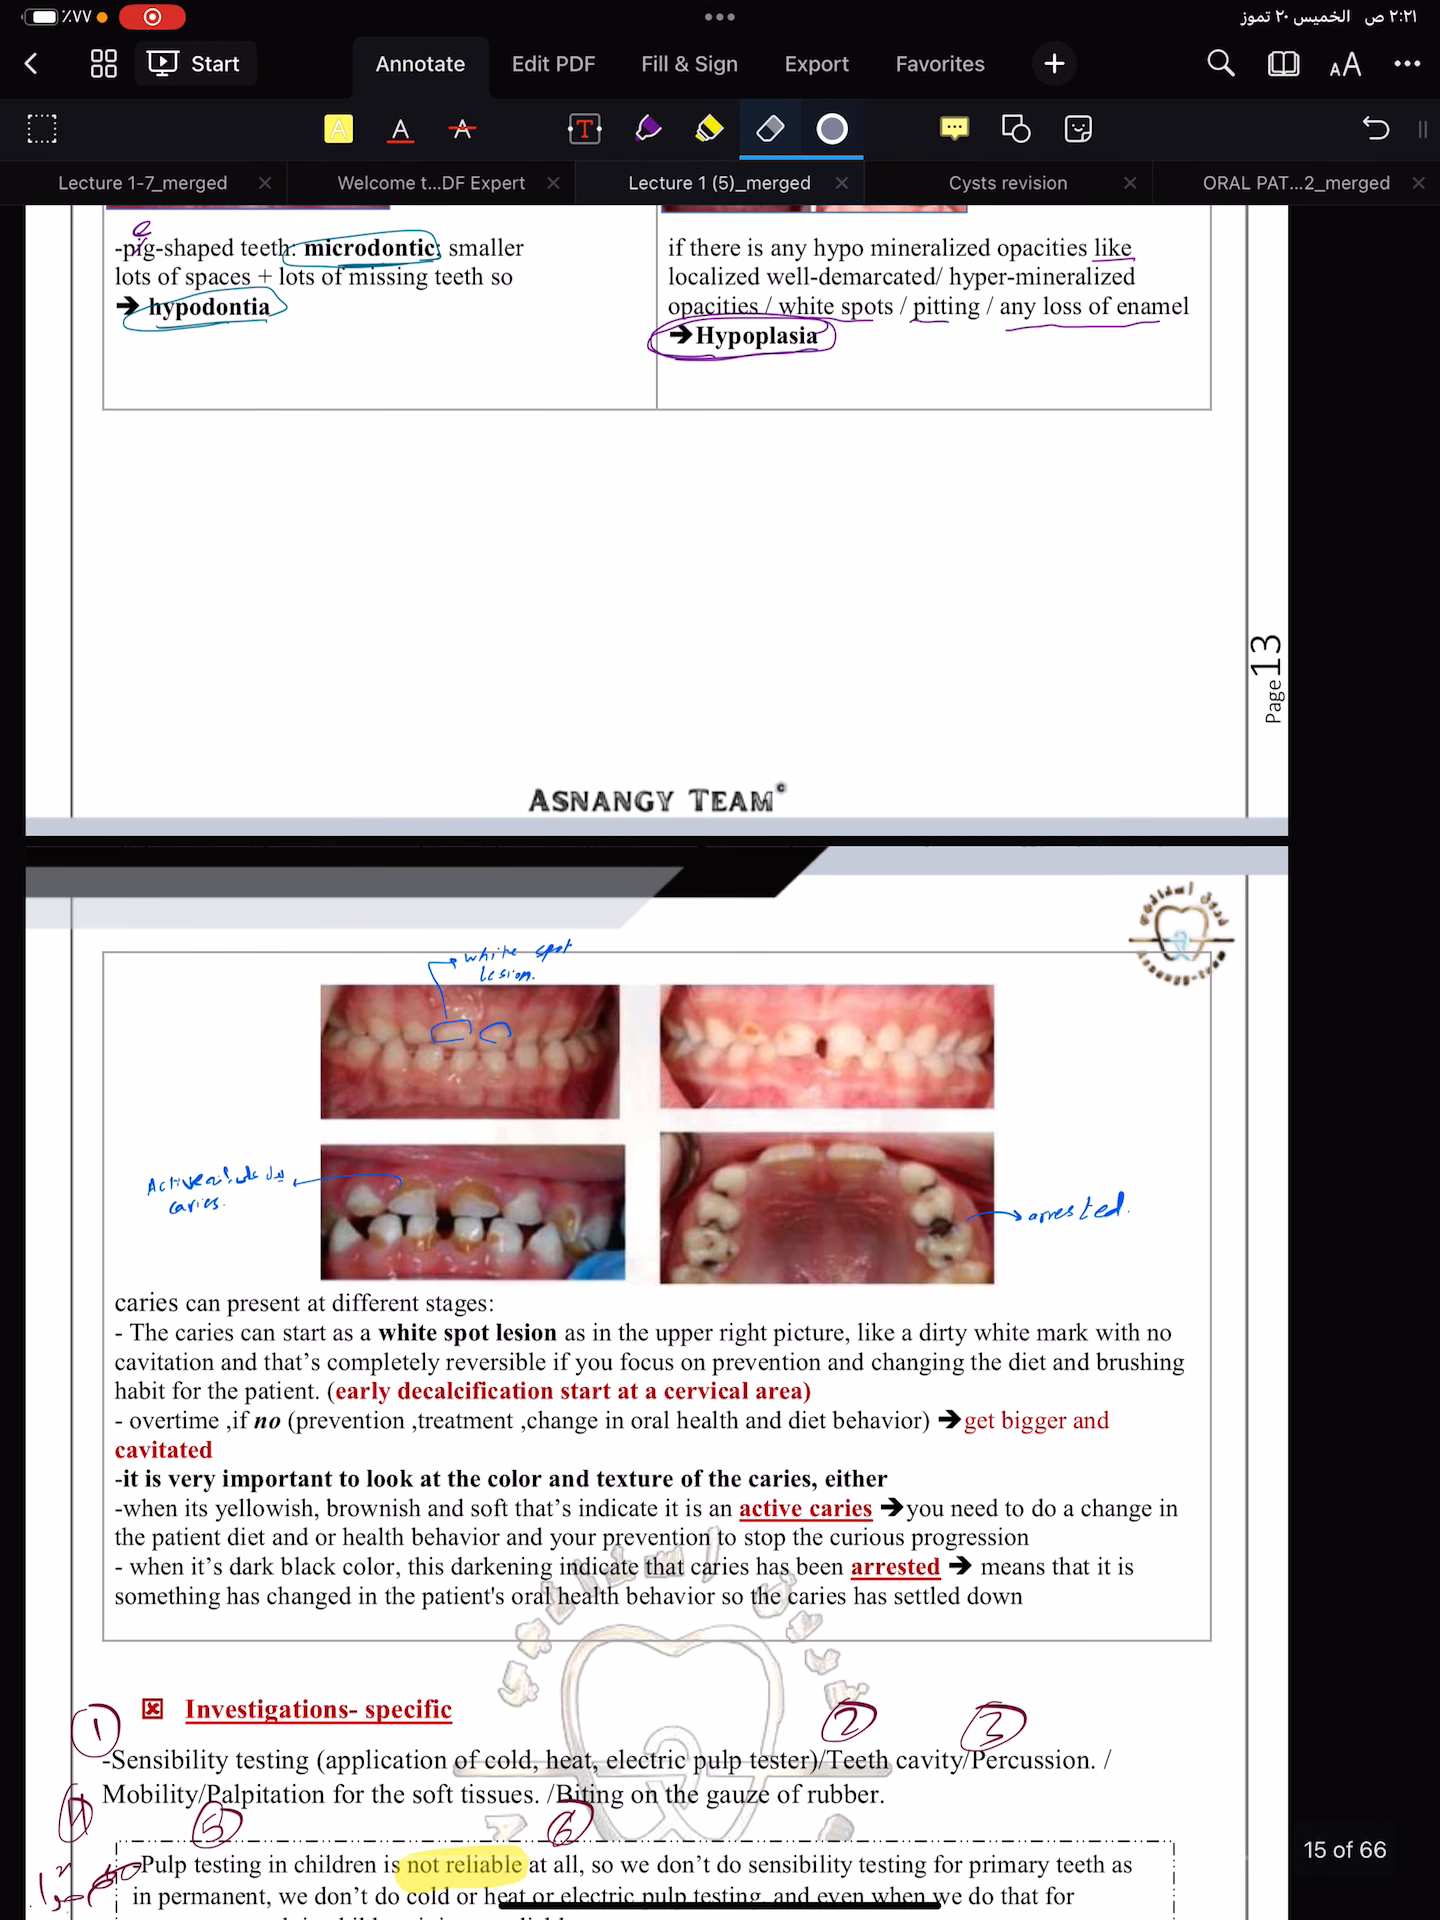 ٪٧٧
٢:٢١ ص الخميس ٢٠ تموز
Start
Annotate
Edit PDF
Fill & Sign
Export
Favorites
Lecture 1-7_merged
Welcome t...DF Expert
Lecture 1 (5)_merged
Cysts revision
ORAL PAT...2_merged
e
-pig-shaped teeth: microdontic; smaller
lots of spaces + lots of missing teeth so
➔ hypodontia
if there is any hypo mineralized opacities like
localized well-demarcated/ hyper-mineralized
opacities / white spots / pitting / any loss of enamel
➔Hypoplasia
Page 13
ASNANGY TEAM©
white spot
lesion.
Active
caries.
arrested.
caries can present at different stages:
- The caries can start as a white spot lesion as in the upper right picture, like a dirty white mark with no
cavitation and that's completely reversible if you focus on prevention and changing the diet and brushing
habit for the patient. (early decalcification start at a cervical area)
- overtime ,if no (prevention ,treatment ,change in oral health and diet behavior) ➔get bigger and
cavitated
-it is very important to look at the color and texture of the caries, either
-when its yellowish, brownish and soft that's indicate it is an active caries ➔you need to do a change in
the patient diet and or health behavior and your prevention to stop the curious progression
- when it's dark black color, this darkening indicate that caries has been arrested ➔ means that it is
something has changed in the patient's oral health behavior so the caries has settled down
Investigations- specific
1
2
3
-Sensibility testing (application of cold, heat, electric pulp tester)/Teeth cavity/Percussion. /
Mobility/Palpitation for the soft tissues. /Biting on the gauze of rubber.
4
5
6
Pulp testing in children is not reliable at all, so we don't do sensibility testing for primary teeth as
in permanent, we don't do cold or heat or electric pulp testing, and even when we do that for
15 of 66